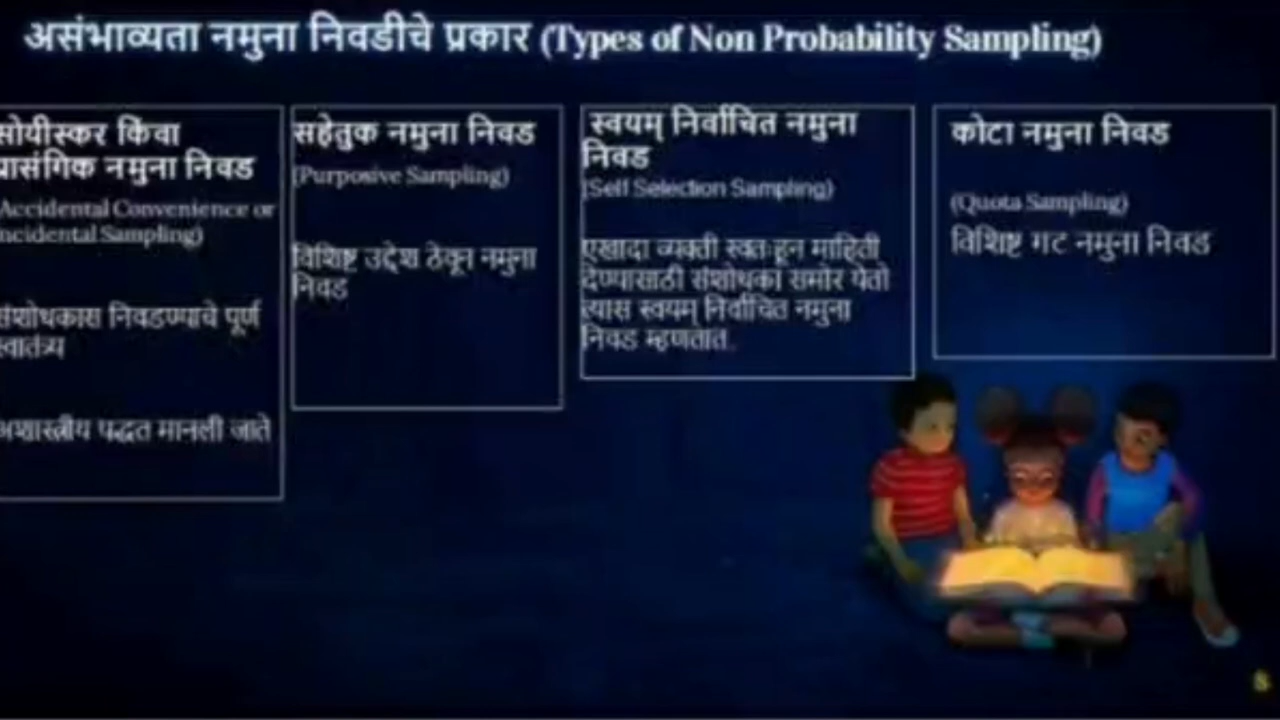 असंभाव्यता नमुना निवडीचे प्रकार (Types of Non Probability Sampling)
सोयीस्कर किंवा
प्रासंगिक नमुना निवड
Accidental Convenience or
ncidental Sampling)
संशोधकास निवडण्याचे पूर्ण
स्वातंत्र्य
अशास्त्रीय पद्धत मानली जाते
सहेतुक नमुना निवड
(Purposive Sampling)
विशिष्ट उद्देश ठेवून नमुना
निवड
स्वयम् निर्वाचित नमुना
निवड
(Self Selection Sampling)
एखादा व्यक्ती स्वतःहून माहिती
देण्यासाठी संशोधका समोर येतो
त्यास स्वयम् निर्वाचित नमुना
निवड म्हणतात.
कोटा नमुना निवड
(Quota Sampling)
विशिष्ट गट नमुना निवड
8